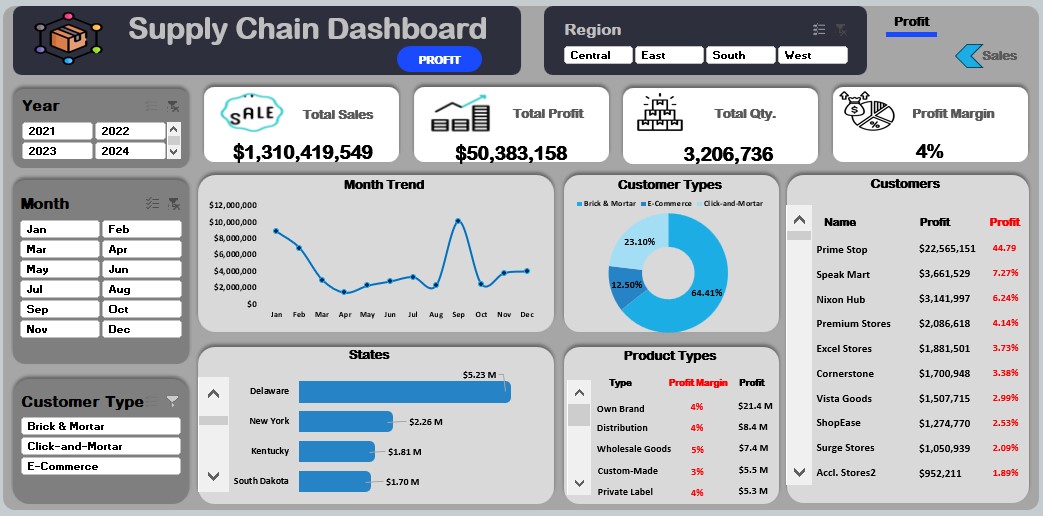 Supply Chain Dashboard
PROFIT
Region
Central East South West
Profit
Sales
Year
2021 2022
2023 2024
SALE
Total Sales
$1,310,419,549
Total Profit
$50,383,158
Total Qty.
3,206,736
%
Profit Margin
4%
Month
Jan Feb
Mar Apr
May Jun
Jul Aug
Sep Oct
Nov Dec
Customer Type
Brick & Mortar
Click-and-Mortar
E-Commerce
Month Trend
$12,000,000
$10,000,000
$8,000,000
$6,000,000
$4,000,000
$2,000,000
$0
Jan Feb Mar Apr May Jun Jul Aug Sep Oct Nov Dec
Customer Types
Brick & Mortar E-Commerce Click-and-Mortar
23.10%
12.50%
64.41%
Customers
Name Profit Profit
Prime Stop $22,565,151 44.79
Speak Mart $3,661,529 7.27%
Nixon Hub $3,141,997 6.24%
Premium Stores $2,086,618 4.14%
Excel Stores $1,881,501 3.73%
Cornerstone $1,700,948 3.38%
Vista Goods $1,507,715 2.99%
ShopEase $1,274,770 2.53%
Surge Stores $1,050,939 2.09%
Accl. Stores2 $952,211 1.89%
States
$5.23 M
Delaware
New York $2.26 M
Kentucky $1.81 M
South Dakota $1.70 M
Product Types
Type Profit Margin Profit
Own Brand 4% $21.4 M
Distribution 4% $8.4 M
Wholesale Goods 5% $7.4 M
Custom-Made 3% $5.5 M
Private Label 4% $5.3 M